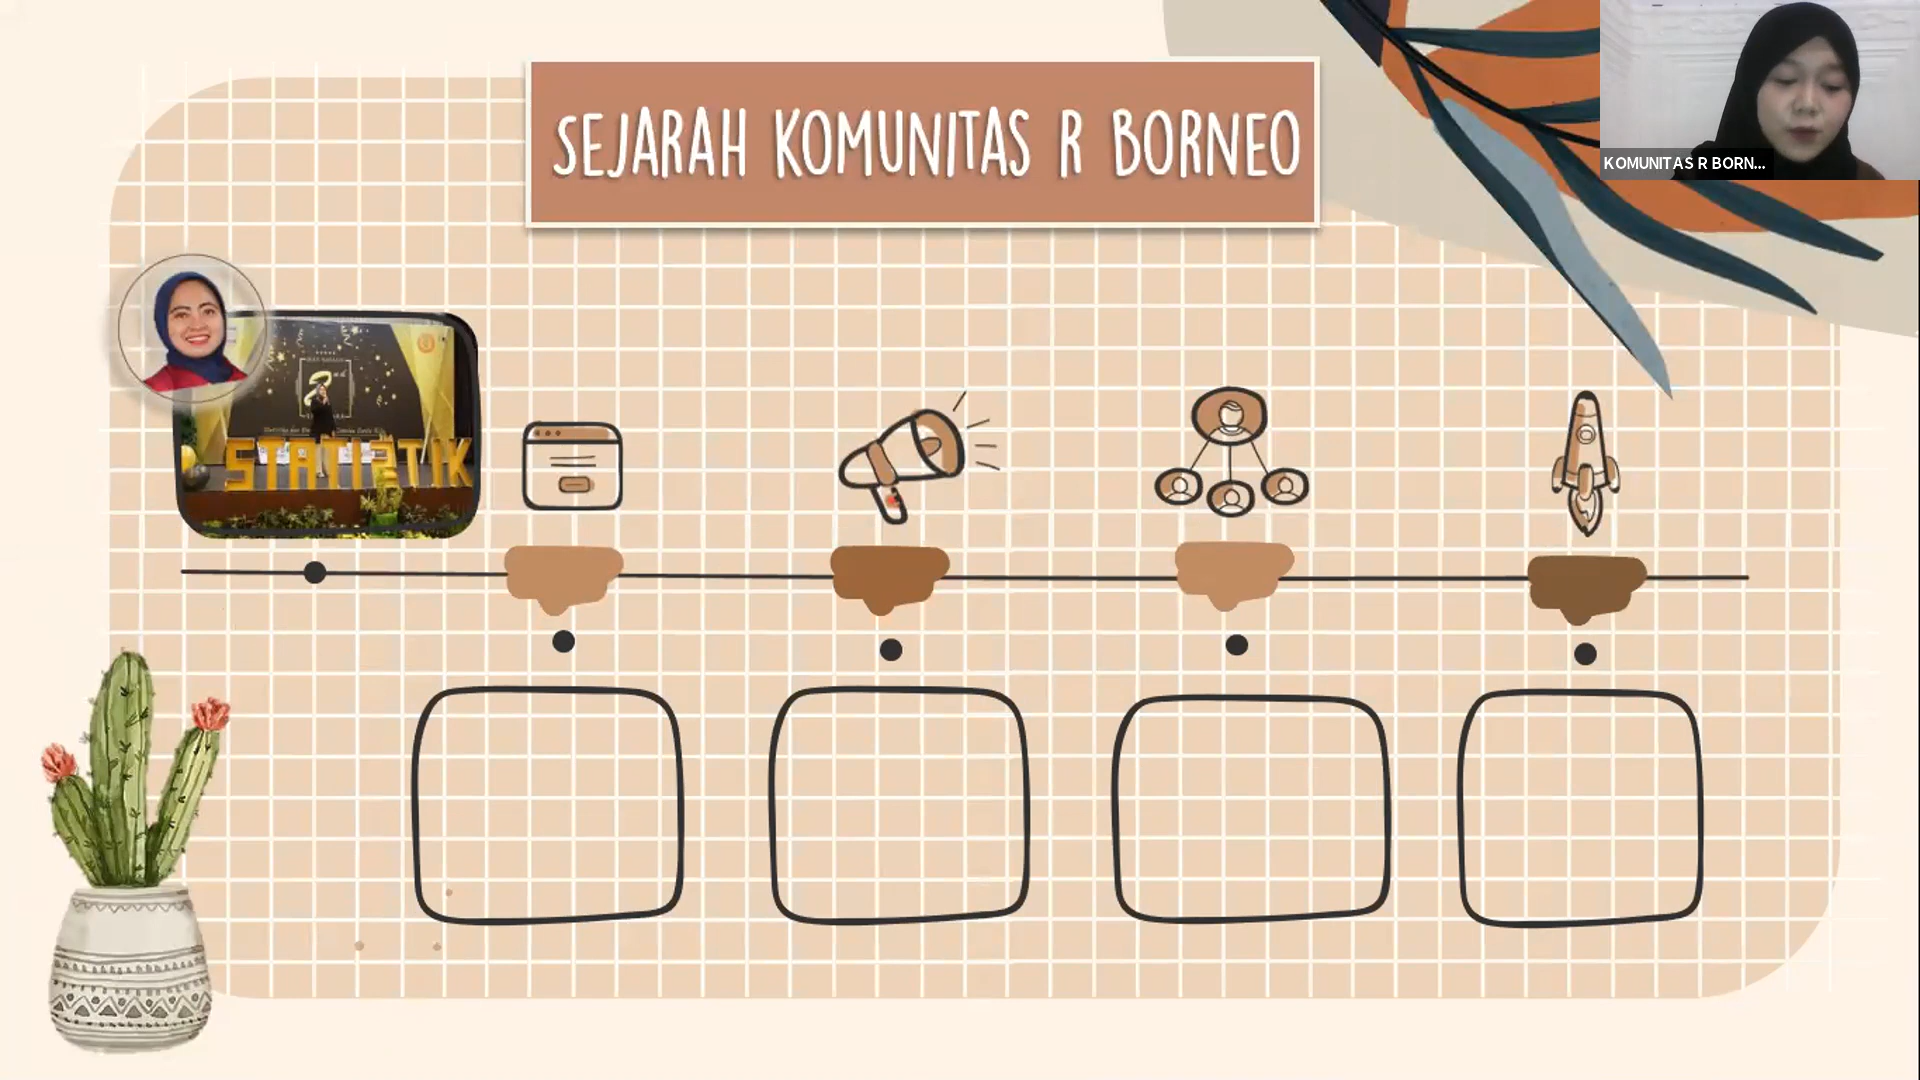 SEJARAH KOMUNITAS R BORNEO
KOMUNITAS R BORN...
STATISTIK